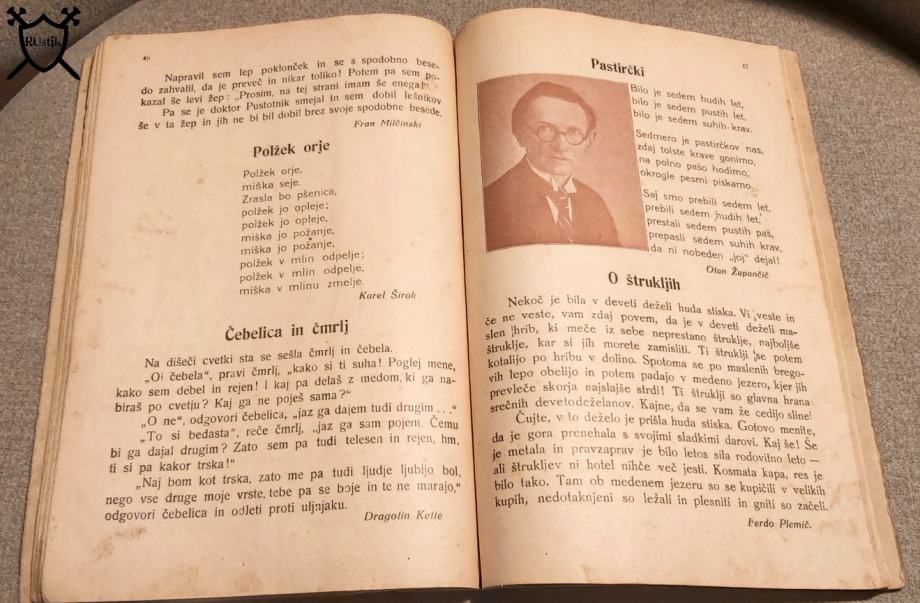 RUstik
46
Napravil sem lep poklonček in se s spodobno bese-
do zahvalil, da je preveč in nikar toliko! Potem pa sem po-
kazal še levi žep: „Prosim, na tej strani imam še enega!“
Pa se je doktor Pustotnik smejal in sem dobil lešnikov
še v ta žep in jih ne bi bil dobil brez svoje spodobne besede.
Fran Milčinski
Polžek orje
Polžek orje,
miška seje.
Zrasla bo pšenica,
polžek jo opleje;
polžek jo opleje,
miška jo požanje,
miška jo požanje,
polžek v mlin odpelje;
polžek v mlin odpelje,
miška v mlinu zmelje.
Karel Širok
Čebelica in čmrlj
Na dišeči cvetki sta se sešla čmrlj in čebela.
„Oj čebela“, pravi čmrlj, „kako si ti suha! Poglej mene,
kako sem debel in rejen! I kaj pa delaš z medom, ki ga na-
biraš po cvetju? Kaj ga ne poješ sama?“
„O ne“, odgovori čebelica, „jaz ga dajem tudi drugim . . .“
„To si bedasta“, reče čmrlj, „jaz ga sam pojem. Čemu
bi ga dajal drugim? Zato sem pa tudi telesen in rejen, hm,
ti si pa kakor trska!“
„Naj bom kot trska, zato me pa tudi ljudje ljubijo bol,
nego vse druge moje vrste, tebe pa se boje in te ne marajo,“
odgovori čebelica in odleti proti uljnjaku.
Dragotin Kette
47
Pastirčki
Bilo je sedem hudih let,
bilo je sedem pustih let,
bilo je sedem suhih krav.
Sedmero je pastirčkov nas,
zdaj tolste krave gonimo,
na polno pašo hodimo,
okrogle pesmi piskamo.
Saj smo prebili sedem let,
prebili sedem hudih let,
prestali sedem pustih paš,
prepasli sedem suhih krav,
da ni nobeden „joj“ dejal!
Oton Župančič
O štrukljih
Nekoč je bila v deveti deželi huda stiska. Vi veste in
če ne veste, vam zdaj povem, da je v deveti deželi ma-
slen hrib, ki meče iz sebe neprestano štruklje, najboljše
štruklje, kar si jih morete zamisliti. Ti štruklji se potem
kotalijo po hribu v dolino. Spotoma se po maslenih brego-
vih lepo obelijo in potem padajo v medeno jezero, kjer jih
prevleče skorja najslajše strdi! Ti štruklji so glavna hrana
srečnih devetodeželanov. Kajne, da se vam že cedijo sline!
Čujte, v to deželo je prišla huda stiska. Gotovo menite,
da je gora prenehala s svojimi sladkimi darovi. Kaj še! Še
je metala in pravzaprav je bilo letos sila rodovitno leto —
ali štrukljev ni hotel nihče več jesti. Kosmata kapa, res je
bilo tako. Tam ob medenem jezeru so se kupičili v velikih
kupih, nedotaknjeni so ležali in plesnili in gnili so začeli.
Ferdo Plemič.